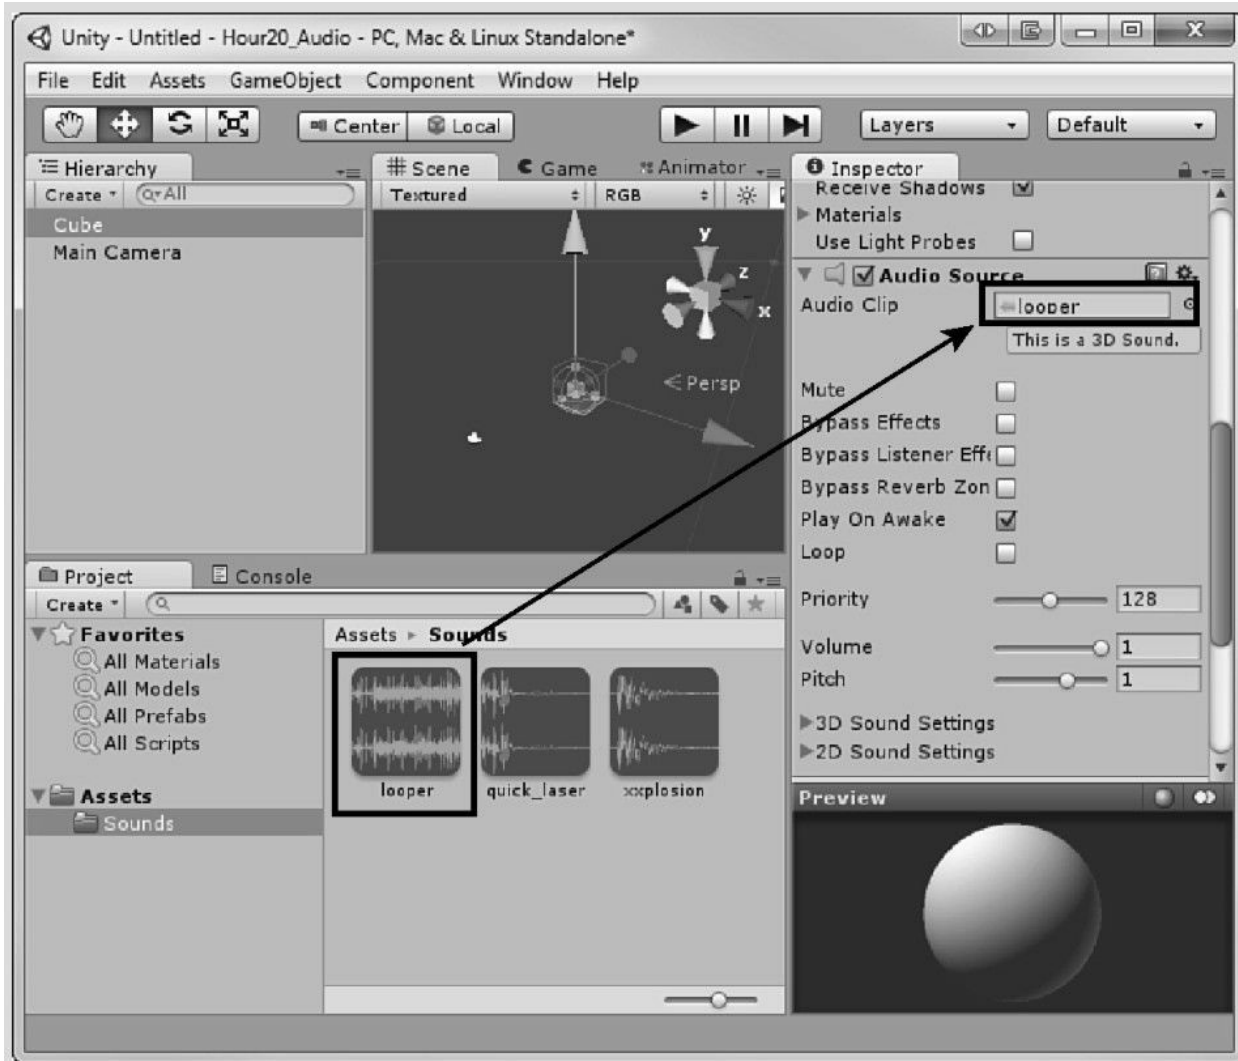 Unity - Untitled - Hour20_Audio - PC, Mac & Linux Standalone*
File Edit Assets GameObject Component Window Help
Center Local Layers Default
Hierarchy
Create All
Cube
Main Camera
Scene Game Animator
Textured RGB
y
z
x
Persp
Inspector
Receive Shadows
Materials
Use Light Probes
Audio Source
Audio Clip looper
This is a 3D Sound.
Mute
Bypass Effects
Bypass Listener Effe
Bypass Reverb Zon
Play On Awake
Loop
Priority 128
Volume 1
Pitch 1
3D Sound Settings
2D Sound Settings
Project Console
Create
Favorites
All Materials
All Models
All Prefabs
All Scripts
Assets
Sounds
Assets Sounds
looper quick_laser xxplosion
Preview